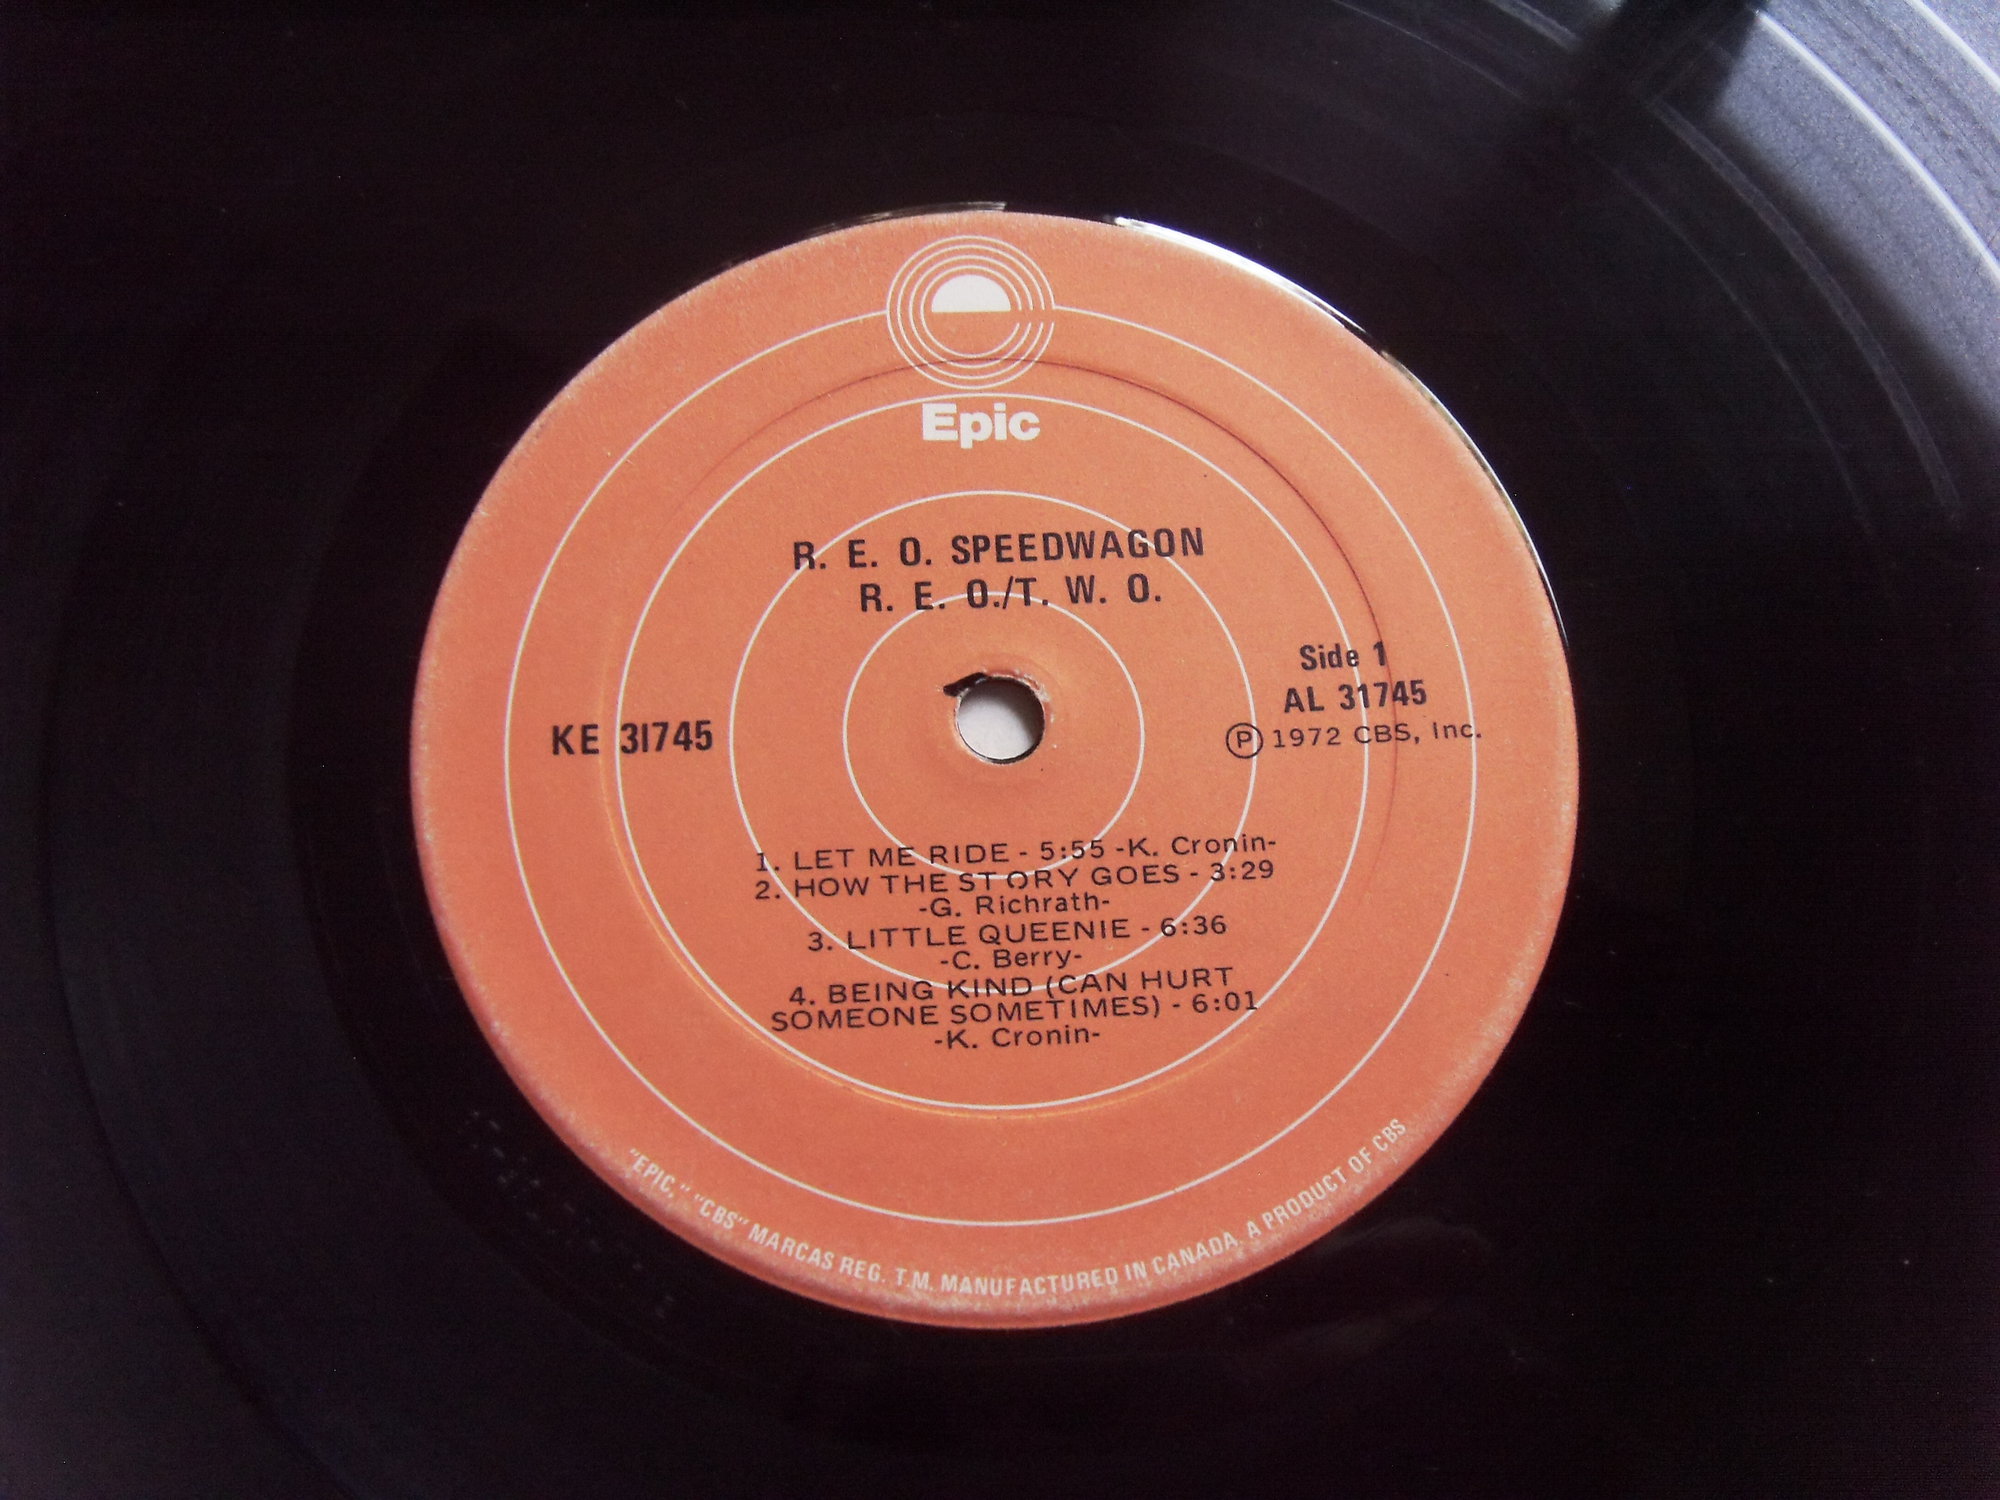 Epic
R. E. O. SPEEDWAGON
R. E. O./T. W. O.
Side 1
AL 31745
KE 31745
Ⓟ 1972 CBS, Inc.
1. LET ME RIDE - 5:55 -K. Cronin-
2. HOW THE STORY GOES - 3:29
-G. Richrath-
3. LITTLE QUEENIE - 6:36
-C. Berry-
4. BEING KIND (CAN HURT
SOMEONE SOMETIMES) - 6:01
-K. Cronin-
"EPIC," "CBS" MARCAS REG. T.M. MANUFACTURED IN CANADA. A PRODUCT OF CBS